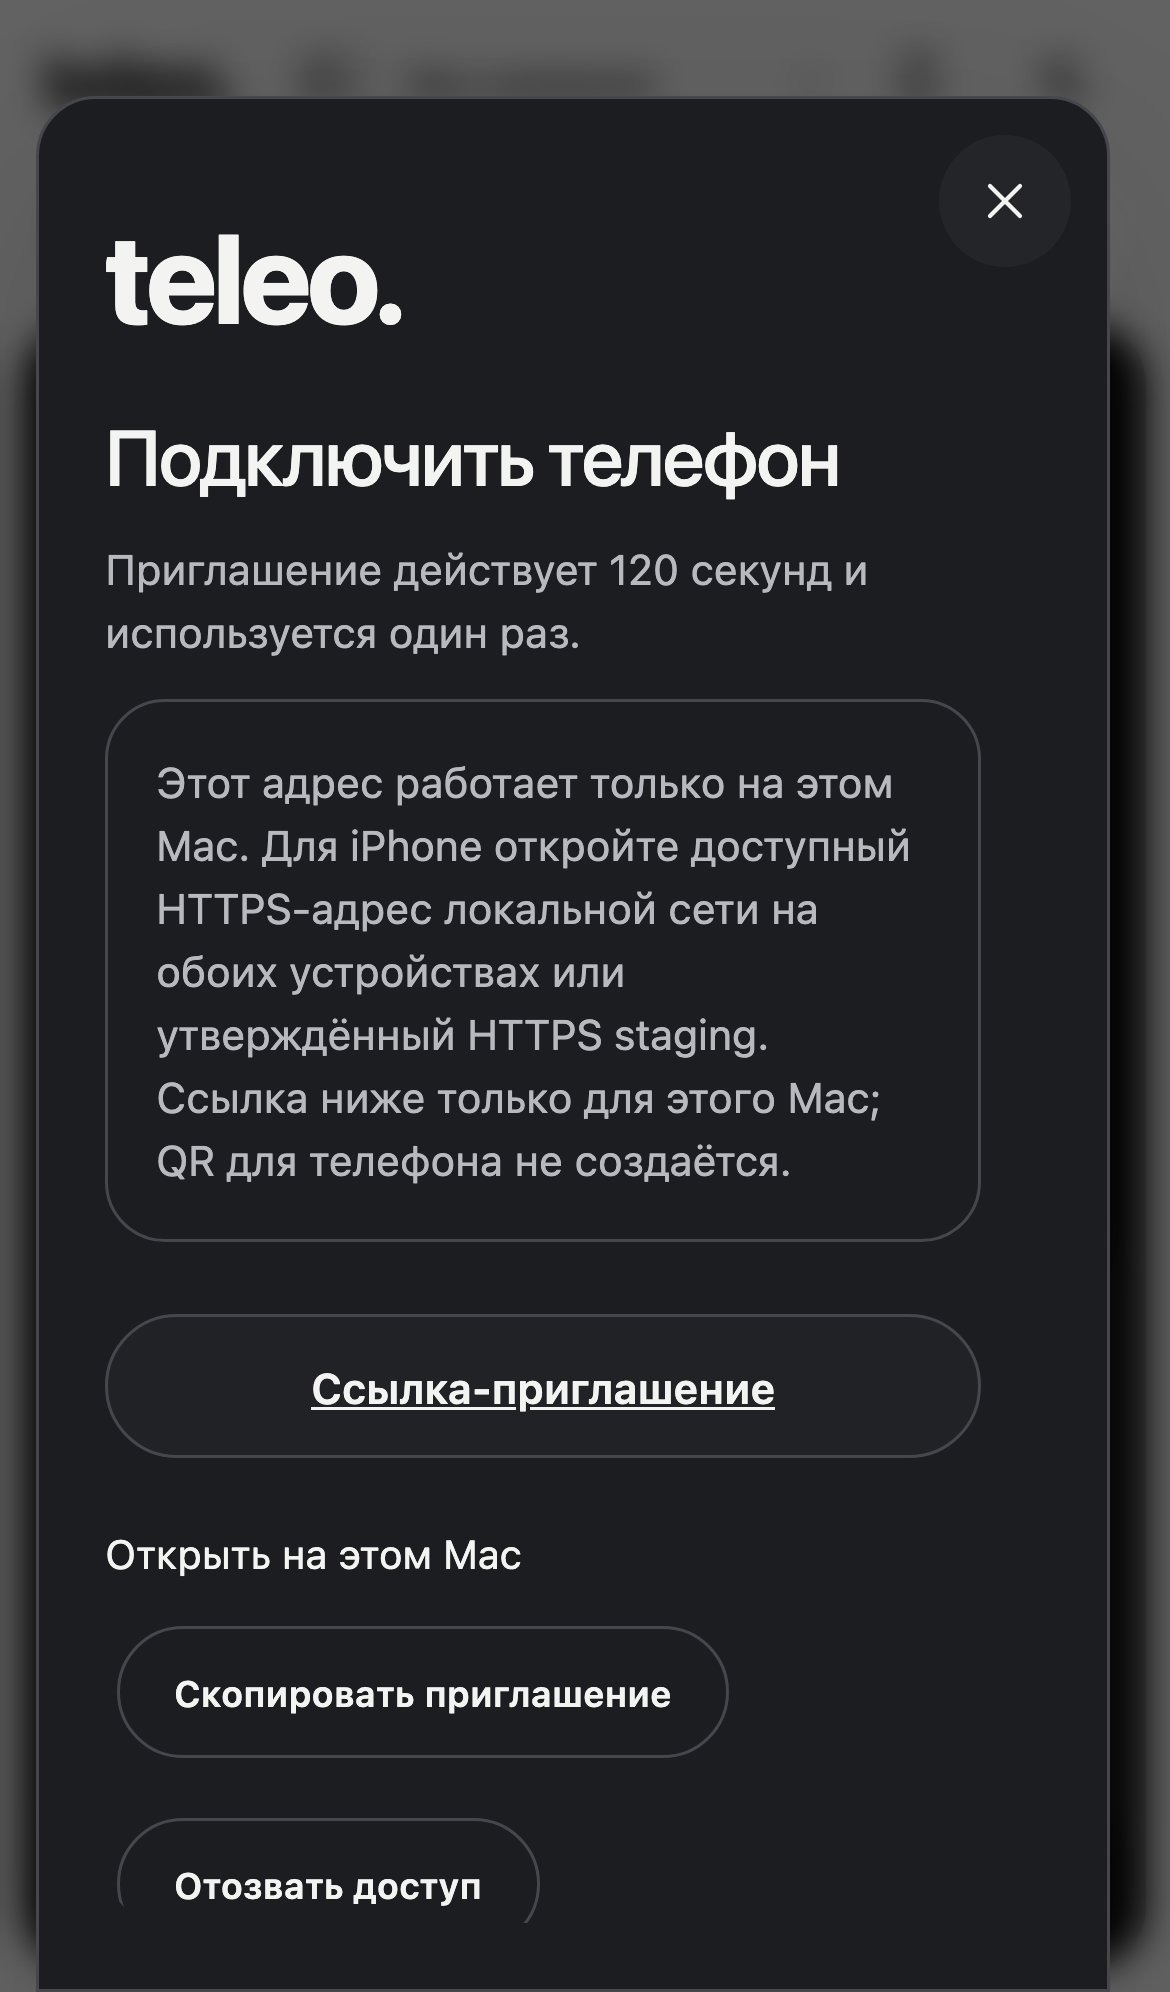 teleo.
Подключить телефон
Приглашение действует 120 секунд и
используется один раз.
Этот адрес работает только на этом
Mac. Для iPhone откройте доступный
HTTPS-адрес локальной сети на
обоих устройствах или
утверждённый HTTPS staging.
Ссылка ниже только для этого Mac;
QR для телефона не создаётся.
Ссылка-приглашение
Открыть на этом Mac
Скопировать приглашение
Отозвать доступ